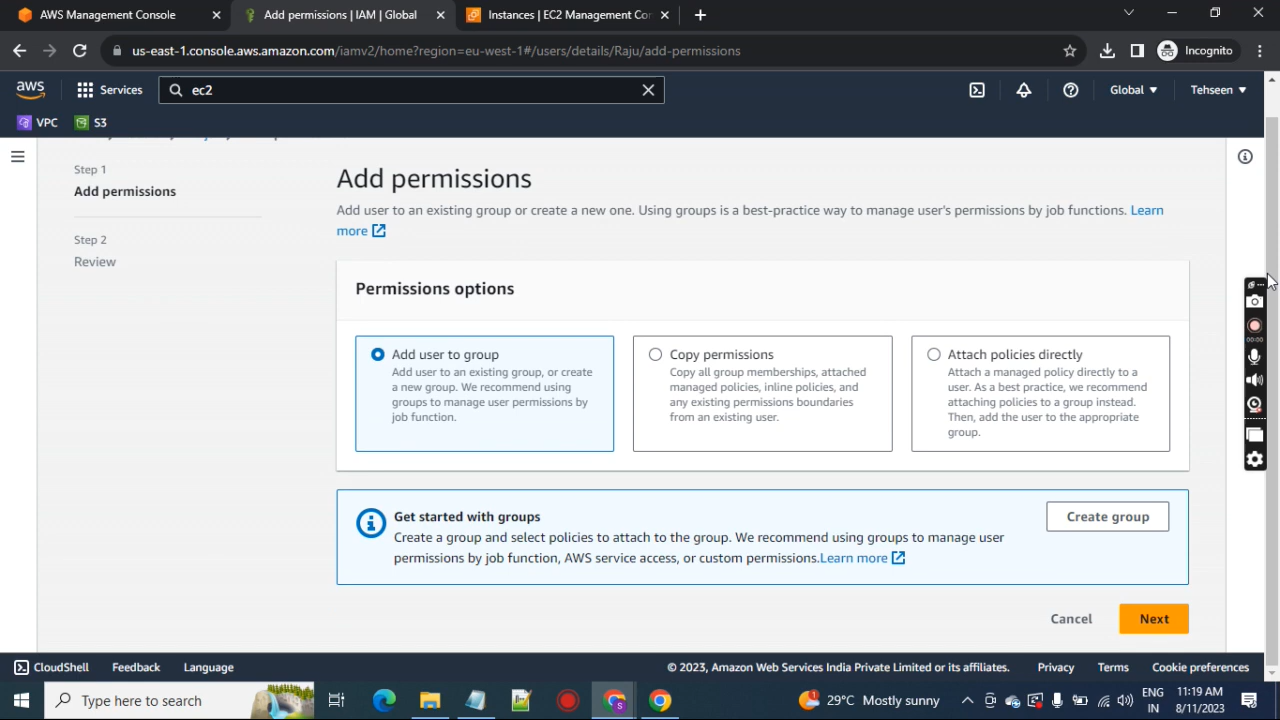 AWS Management Console
Add permissions | IAM | Global
Instances | EC2 Management Con
us-east-1.console.aws.amazon.com/iamv2/home?region=eu-west-1#/users/details/Raju/add-permissions
Incognito
aws
Services
ec2
Global
Tehseen
VPC
S3
Step 1
Add permissions
Step 2
Review
Add permissions
Add user to an existing group or create a new one. Using groups is a best-practice way to manage user's permissions by job functions. Learn
more
Permissions options
Add user to group
Add user to an existing group, or create
a new group. We recommend using
groups to manage user permissions by
job function.
Copy permissions
Copy all group memberships, attached
managed policies, inline policies, and
any existing permissions boundaries
from an existing user.
Attach policies directly
Attach a managed policy directly to a
user. As a best practice, we recommend
attaching policies to a group instead.
Then, add the user to the appropriate
group.
00:00
Get started with groups
Create a group and select policies to attach to the group. We recommend using groups to manage user
permissions by job function, AWS service access, or custom permissions.Learn more
Create group
Cancel
Next
CloudShell
Feedback
Language
© 2023, Amazon Web Services India Private Limited or its affiliates.
Privacy
Terms
Cookie preferences
Type here to search
1
29°C Mostly sunny
ENG
IN
11:19 AM
8/11/2023